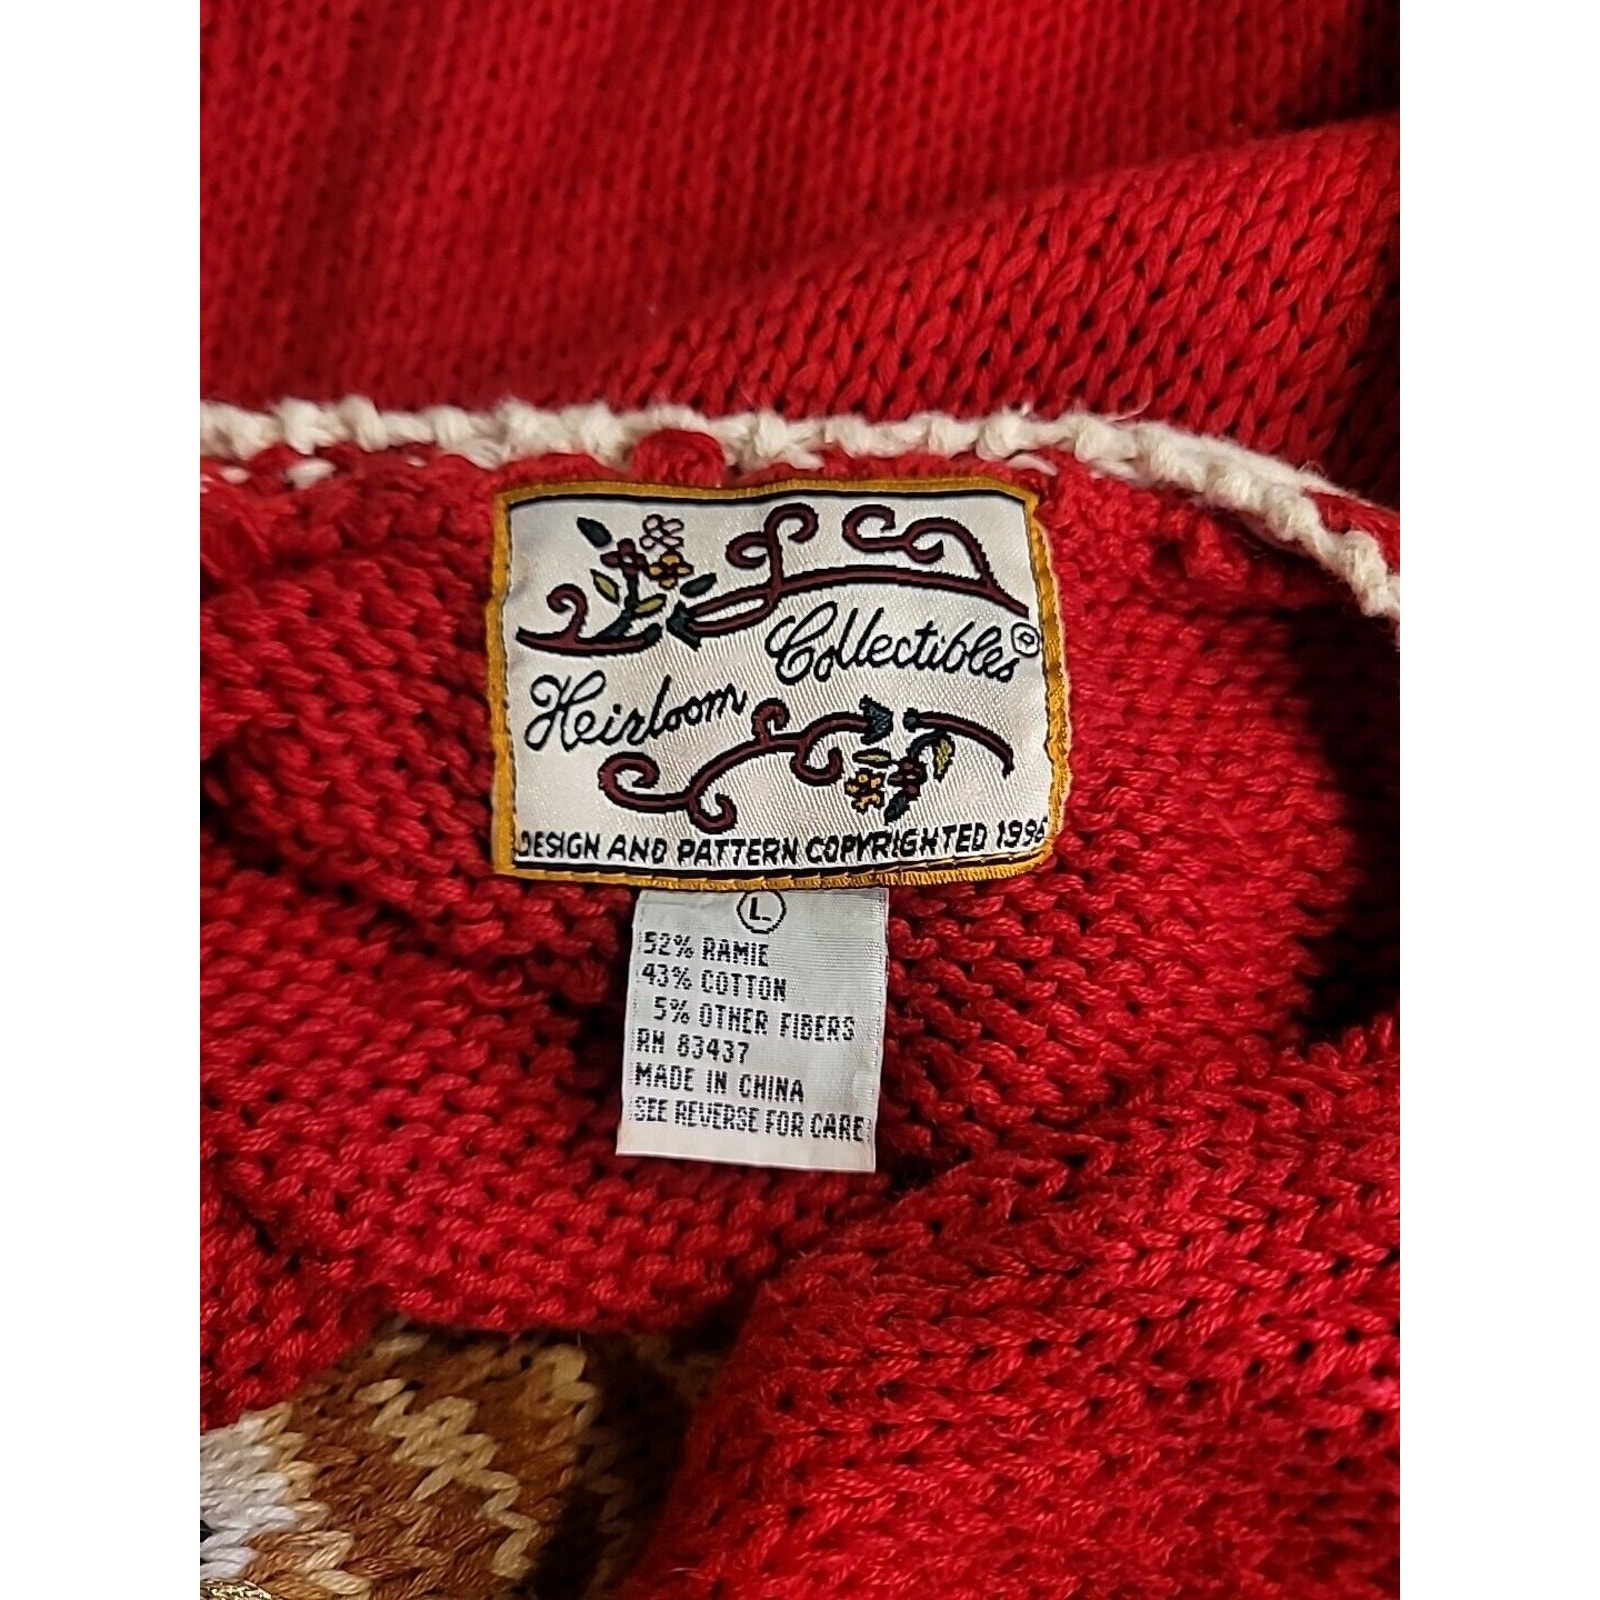 Heirloom Collectibles®
DESIGN AND PATTERN COPYRIGHTED 1996
L
52% RAMIE
43% COTTON
5% OTHER FIBERS
RN 83437
MADE IN CHINA
SEE REVERSE FOR CARE